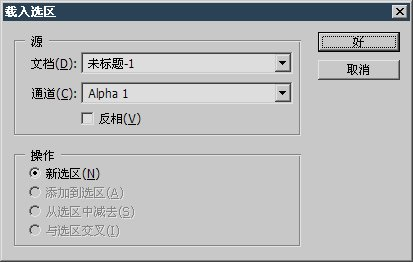 载入选区
源
好
文档(D): 未标题-1
取消
通道(C): Alpha 1
反相(V)
操作
新选区(N)
添加到选区(A)
从选区中减去(S)
与选区交叉(I)